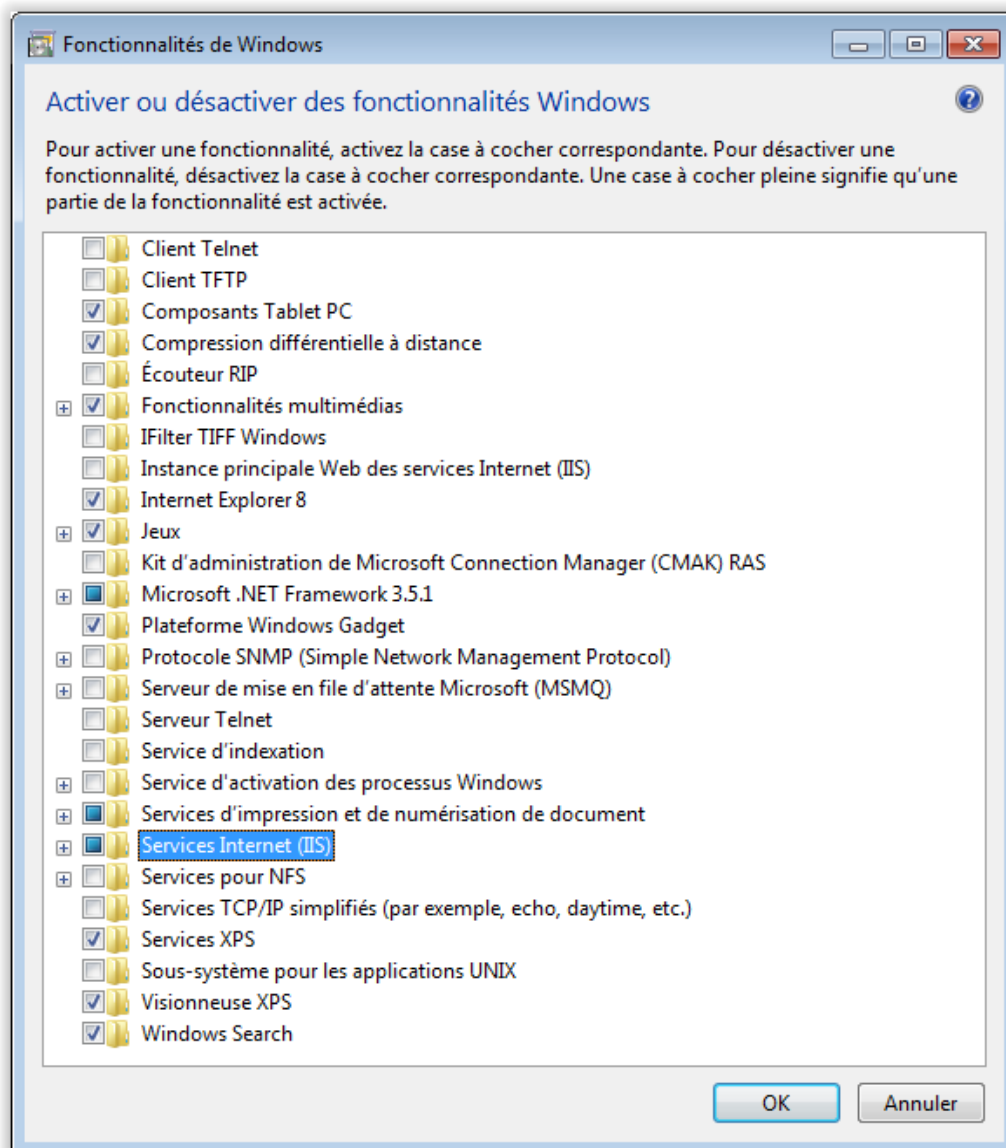 Fonctionnalités de Windows
Activer ou désactiver des fonctionnalités Windows
Pour activer une fonctionnalité, activez la case à cocher correspondante. Pour désactiver une
fonctionnalité, désactivez la case à cocher correspondante. Une case à cocher pleine signifie qu'une
partie de la fonctionnalité est activée.
Client Telnet
Client TFTP
Composants Tablet PC
Compression différentielle à distance
Écouteur RIP
Fonctionnalités multimédias
IFilter TIFF Windows
Instance principale Web des services Internet (IIS)
Internet Explorer 8
Jeux
Kit d'administration de Microsoft Connection Manager (CMAK) RAS
Microsoft .NET Framework 3.5.1
Plateforme Windows Gadget
Protocole SNMP (Simple Network Management Protocol)
Serveur de mise en file d'attente Microsoft (MSMQ)
Serveur Telnet
Service d'indexation
Service d'activation des processus Windows
Services d'impression et de numérisation de document
Services Internet (IIS)
Services pour NFS
Services TCP/IP simplifiés (par exemple, echo, daytime, etc.)
Services XPS
Sous-système pour les applications UNIX
Visionneuse XPS
Windows Search
OK
Annuler